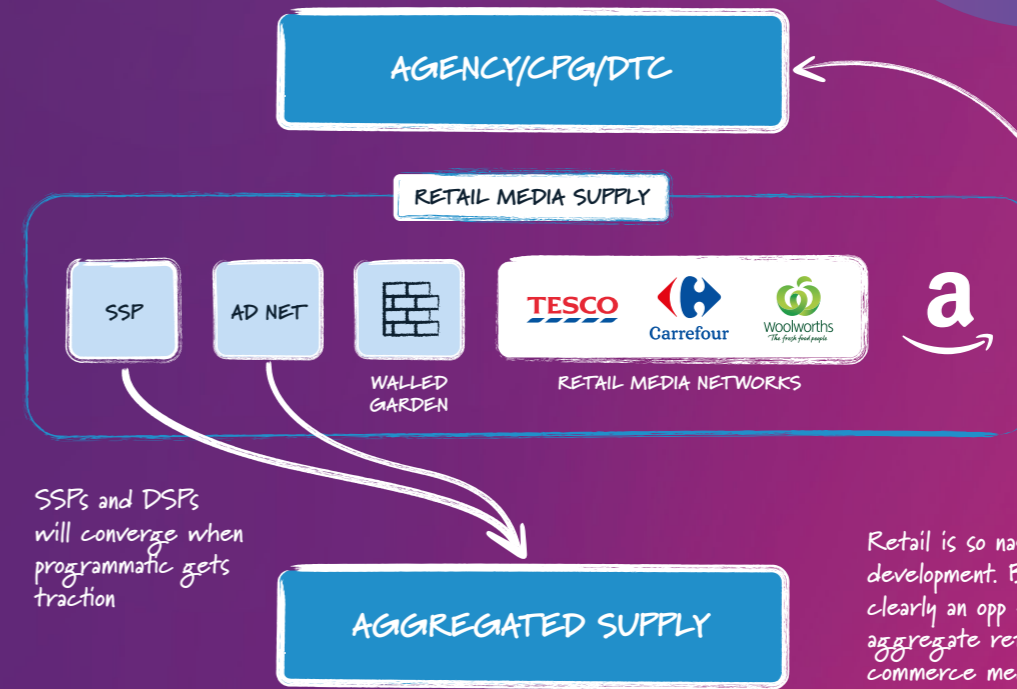 AGENCY/CPG/DTC
RETAIL MEDIA SUPPLY
SSP
AD NET
TESCO
Carrefour
Woolworths
The fresh food people
a
WALLED
GARDEN
RETAIL MEDIA NETWORKS
SSPs and DSPs
will converge when
programmatic gets
traction
AGGREGATED SUPPLY
Retail is so
development.
clearly an opp
aggregate
commerce